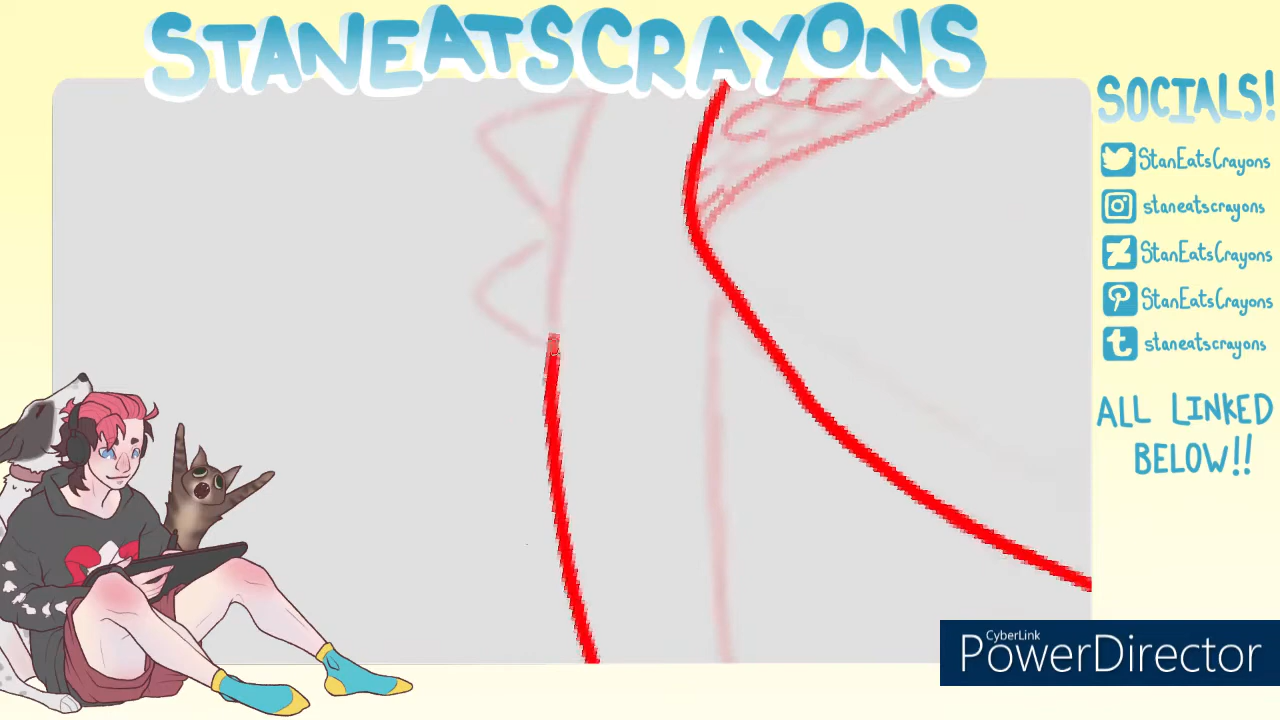 STANEATSCRAYONS
SOCIALS!
StanEatsCrayons
staneatscrayons
StanEatsCrayons
StanEatsCrayons
staneatscrayons
ALL LINKED
BELOW!!
CyberLink
PowerDirector